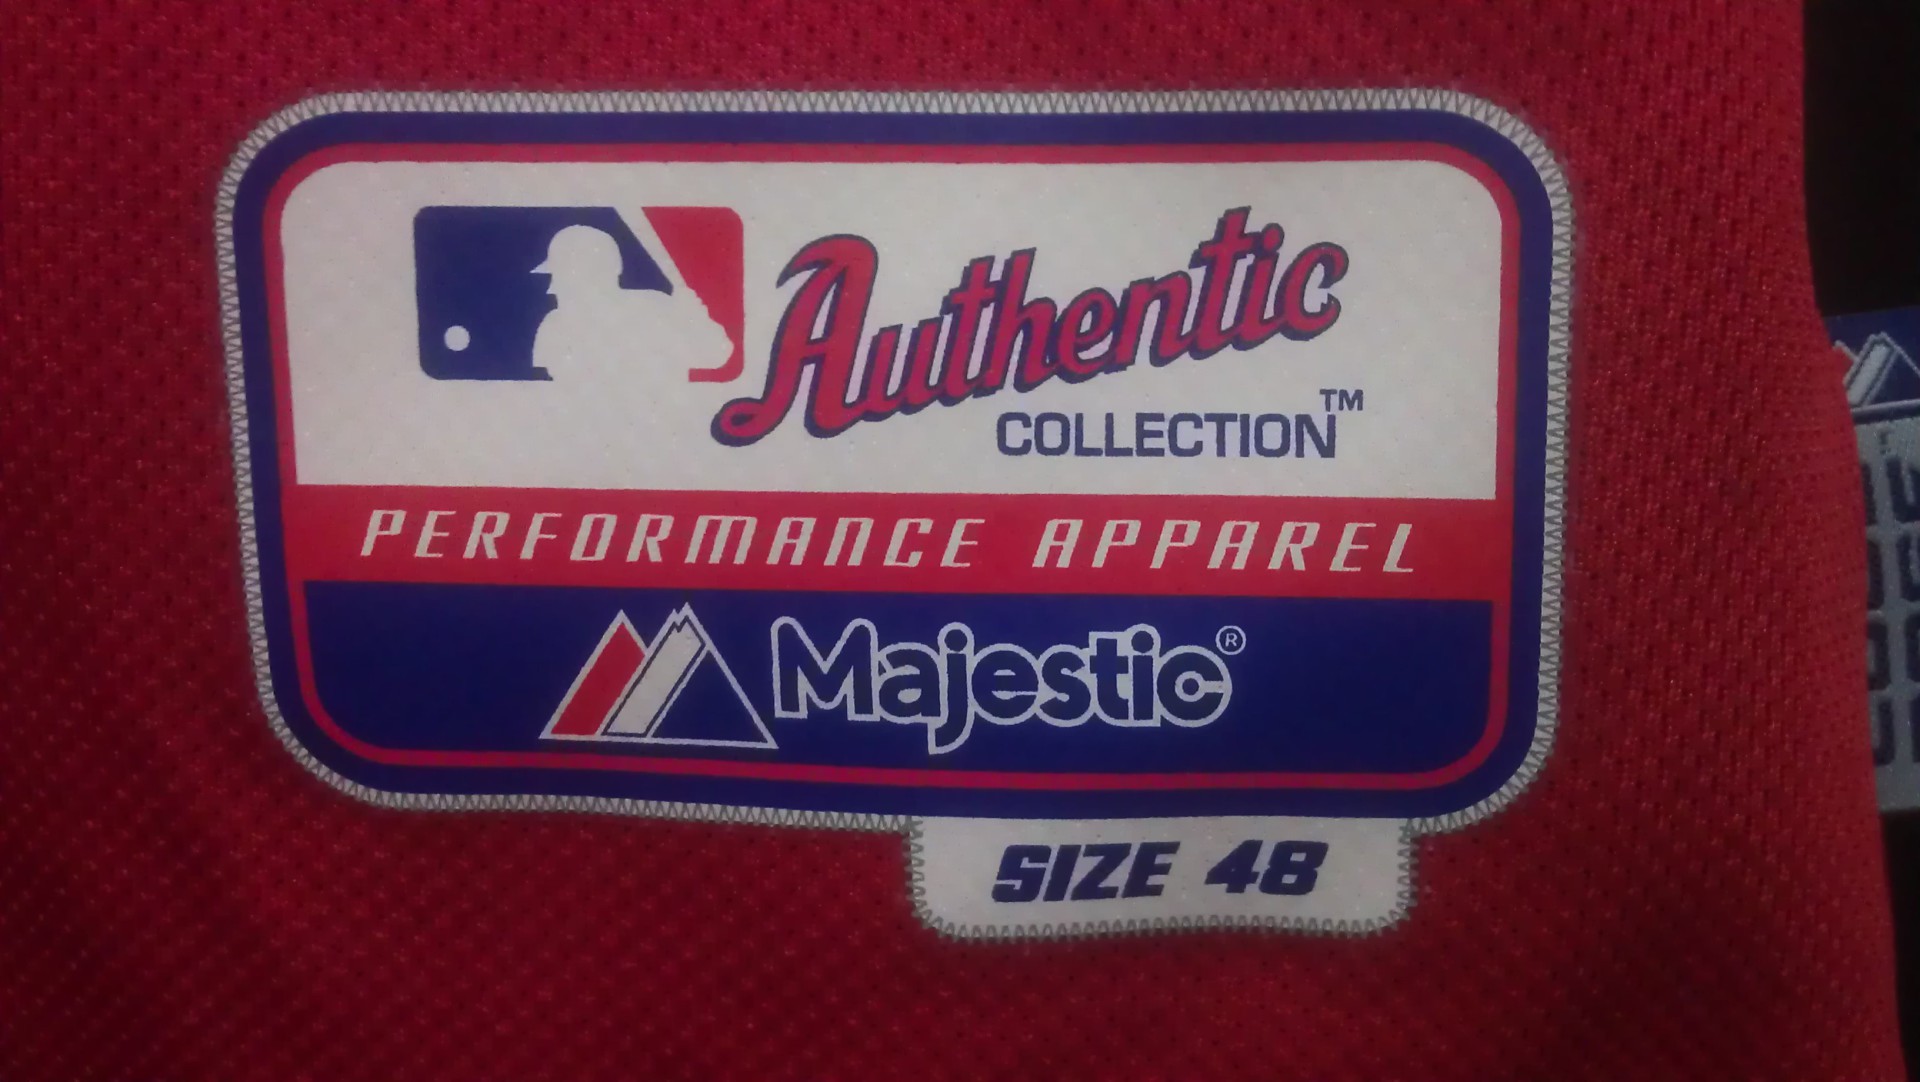 Authentic
COLLECTION™
PERFORMANCE APPAREL
Majestic®
SIZE 48